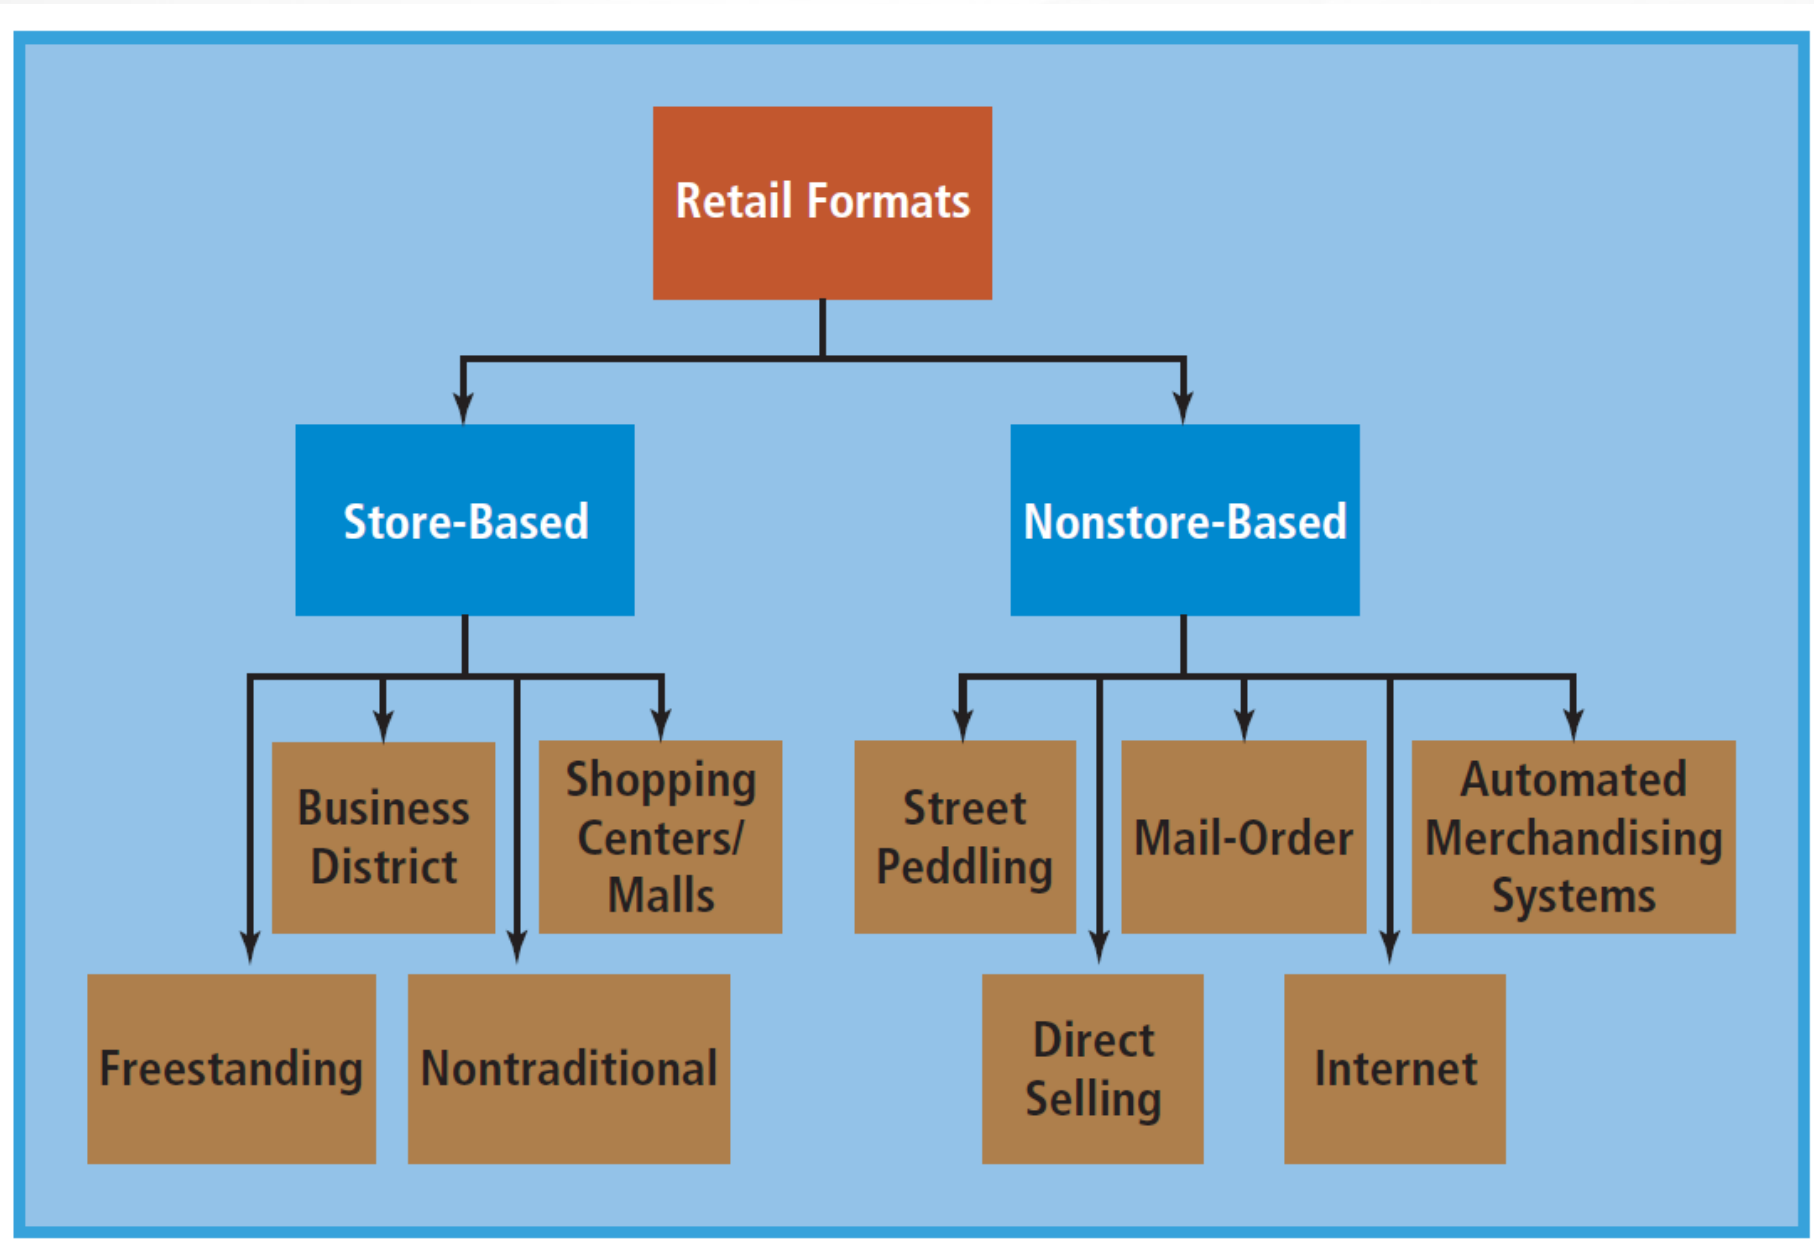 Retail Formats
Store-Based
Nonstore-Based
Business
District
Shopping
Centers/
Malls
Street
Peddling
Mail-Order
Automated
Merchandising
Systems
Freestanding
Nontraditional
Direct
Selling
Internet